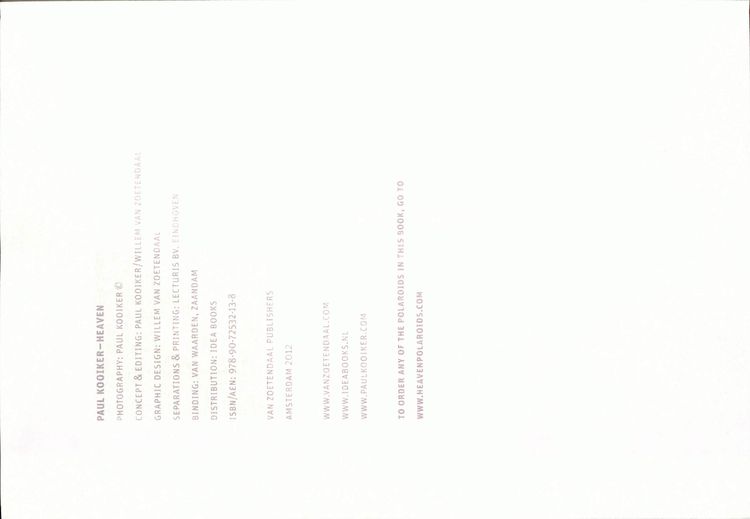 PAUL KOOIKER–HEAVEN
PHOTOGRAPHY: PAUL KOOIKER ©
CONCEPT & EDITING: PAUL KOOIKER/WILLEM VAN ZOETENDAAL
GRAPHIC DESIGN: WILLEM VAN ZOETENDAAL
SEPARATIONS & PRINTING: LECTURIS BV, EINDHOVEN
BINDING: VAN WAARDEN, ZAANDAM
DISTRIBUTION: IDEA BOOKS
ISBN/AEN: 978-90-72532-13-8
VAN ZOETENDAAL PUBLISHERS
AMSTERDAM 2012
WWW.VANZOETENDAAL.COM
WWW.IDEABOOKS.NL
WWW.PAULKOOIKER.COM
TO ORDER ANY OF THE POLAROIDS IN THIS BOOK, GO TO
WWW.HEAVENPOLAROIDS.COM